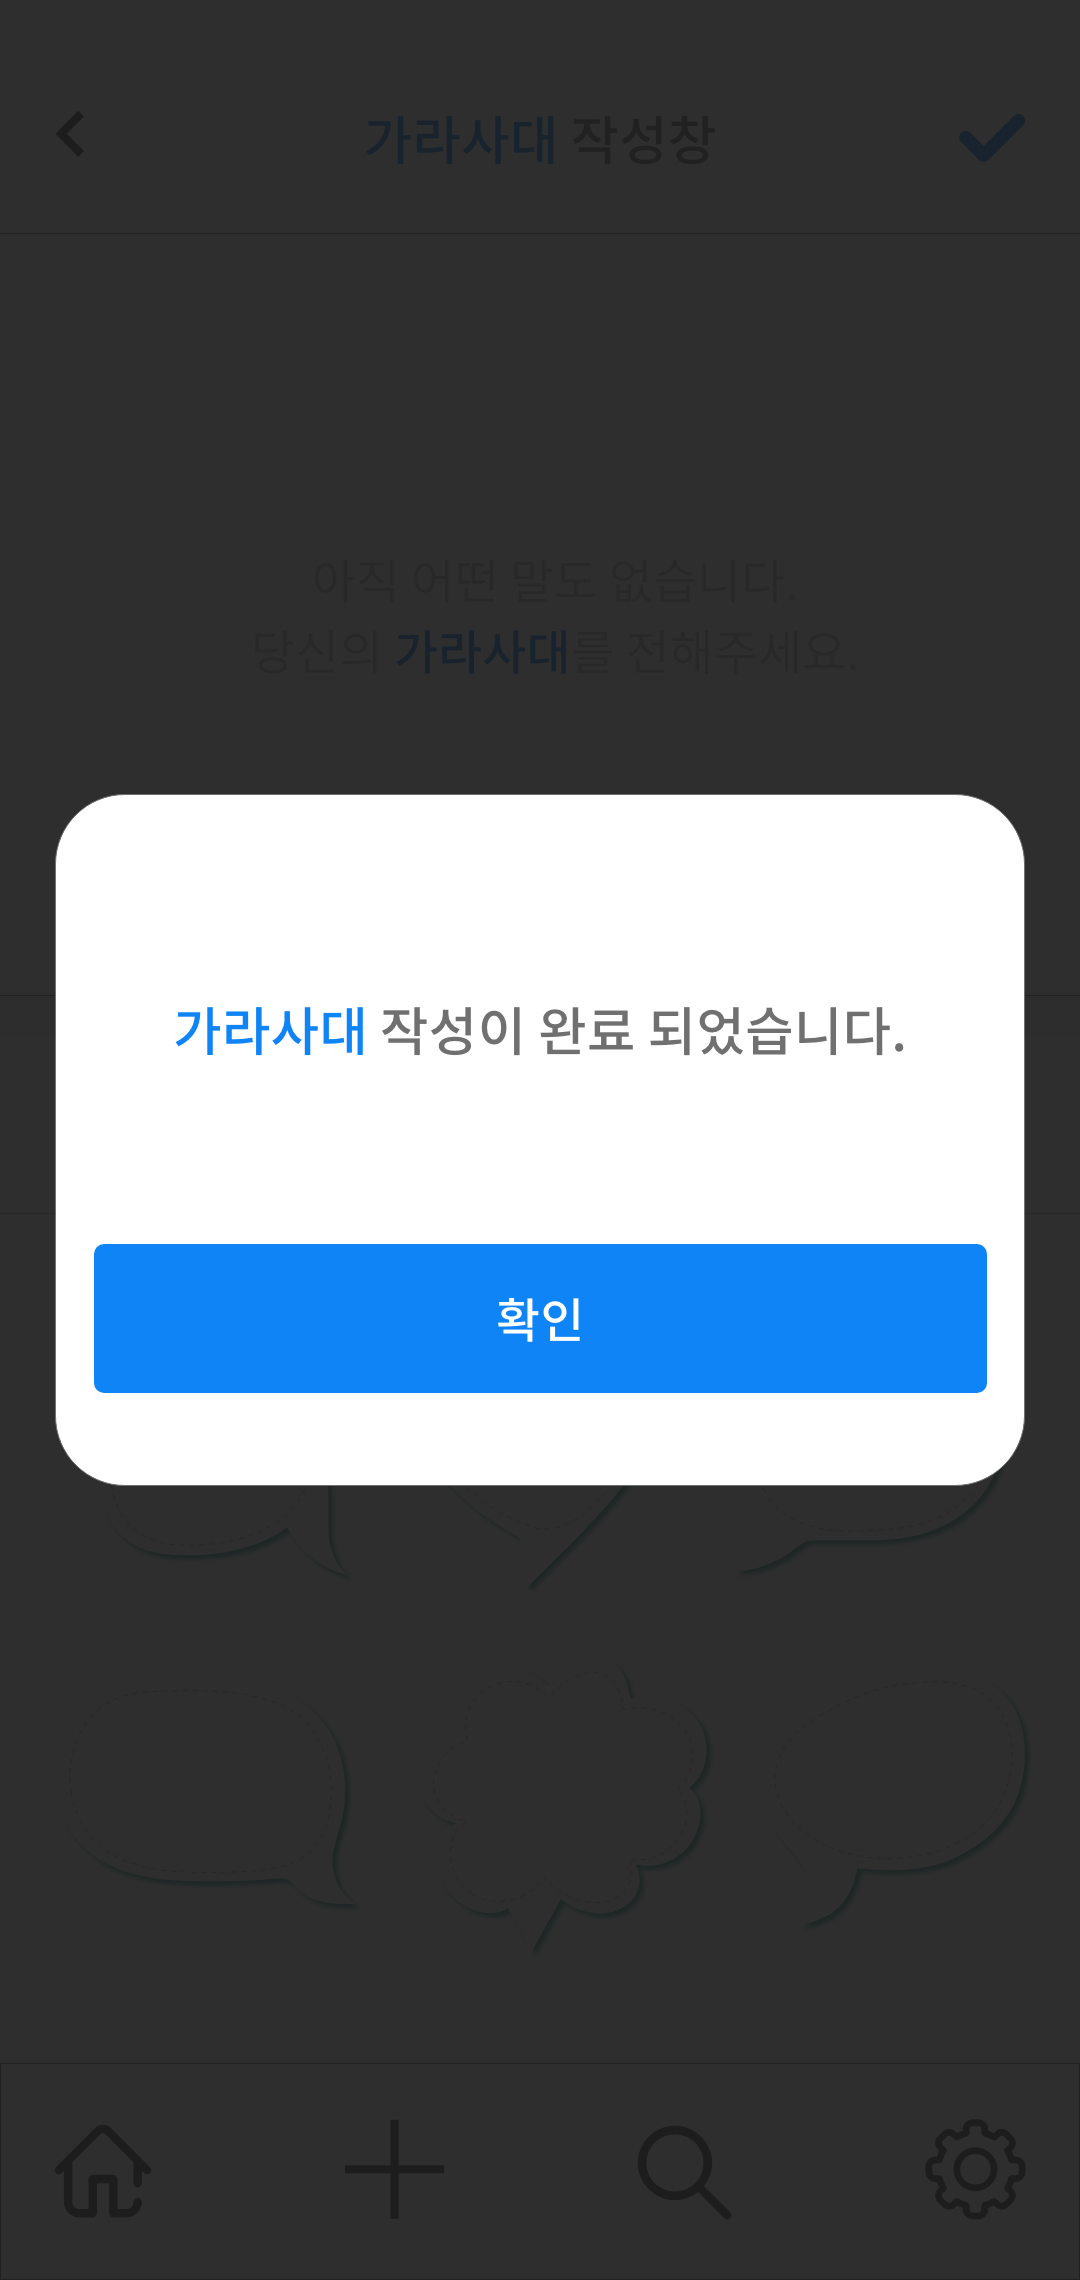 가라사대 작성창
아직 어떤 말도 없습니다.
당신의 가라사대를 전해주세요.
가라사대 작성이 완료 되었습니다.
확인